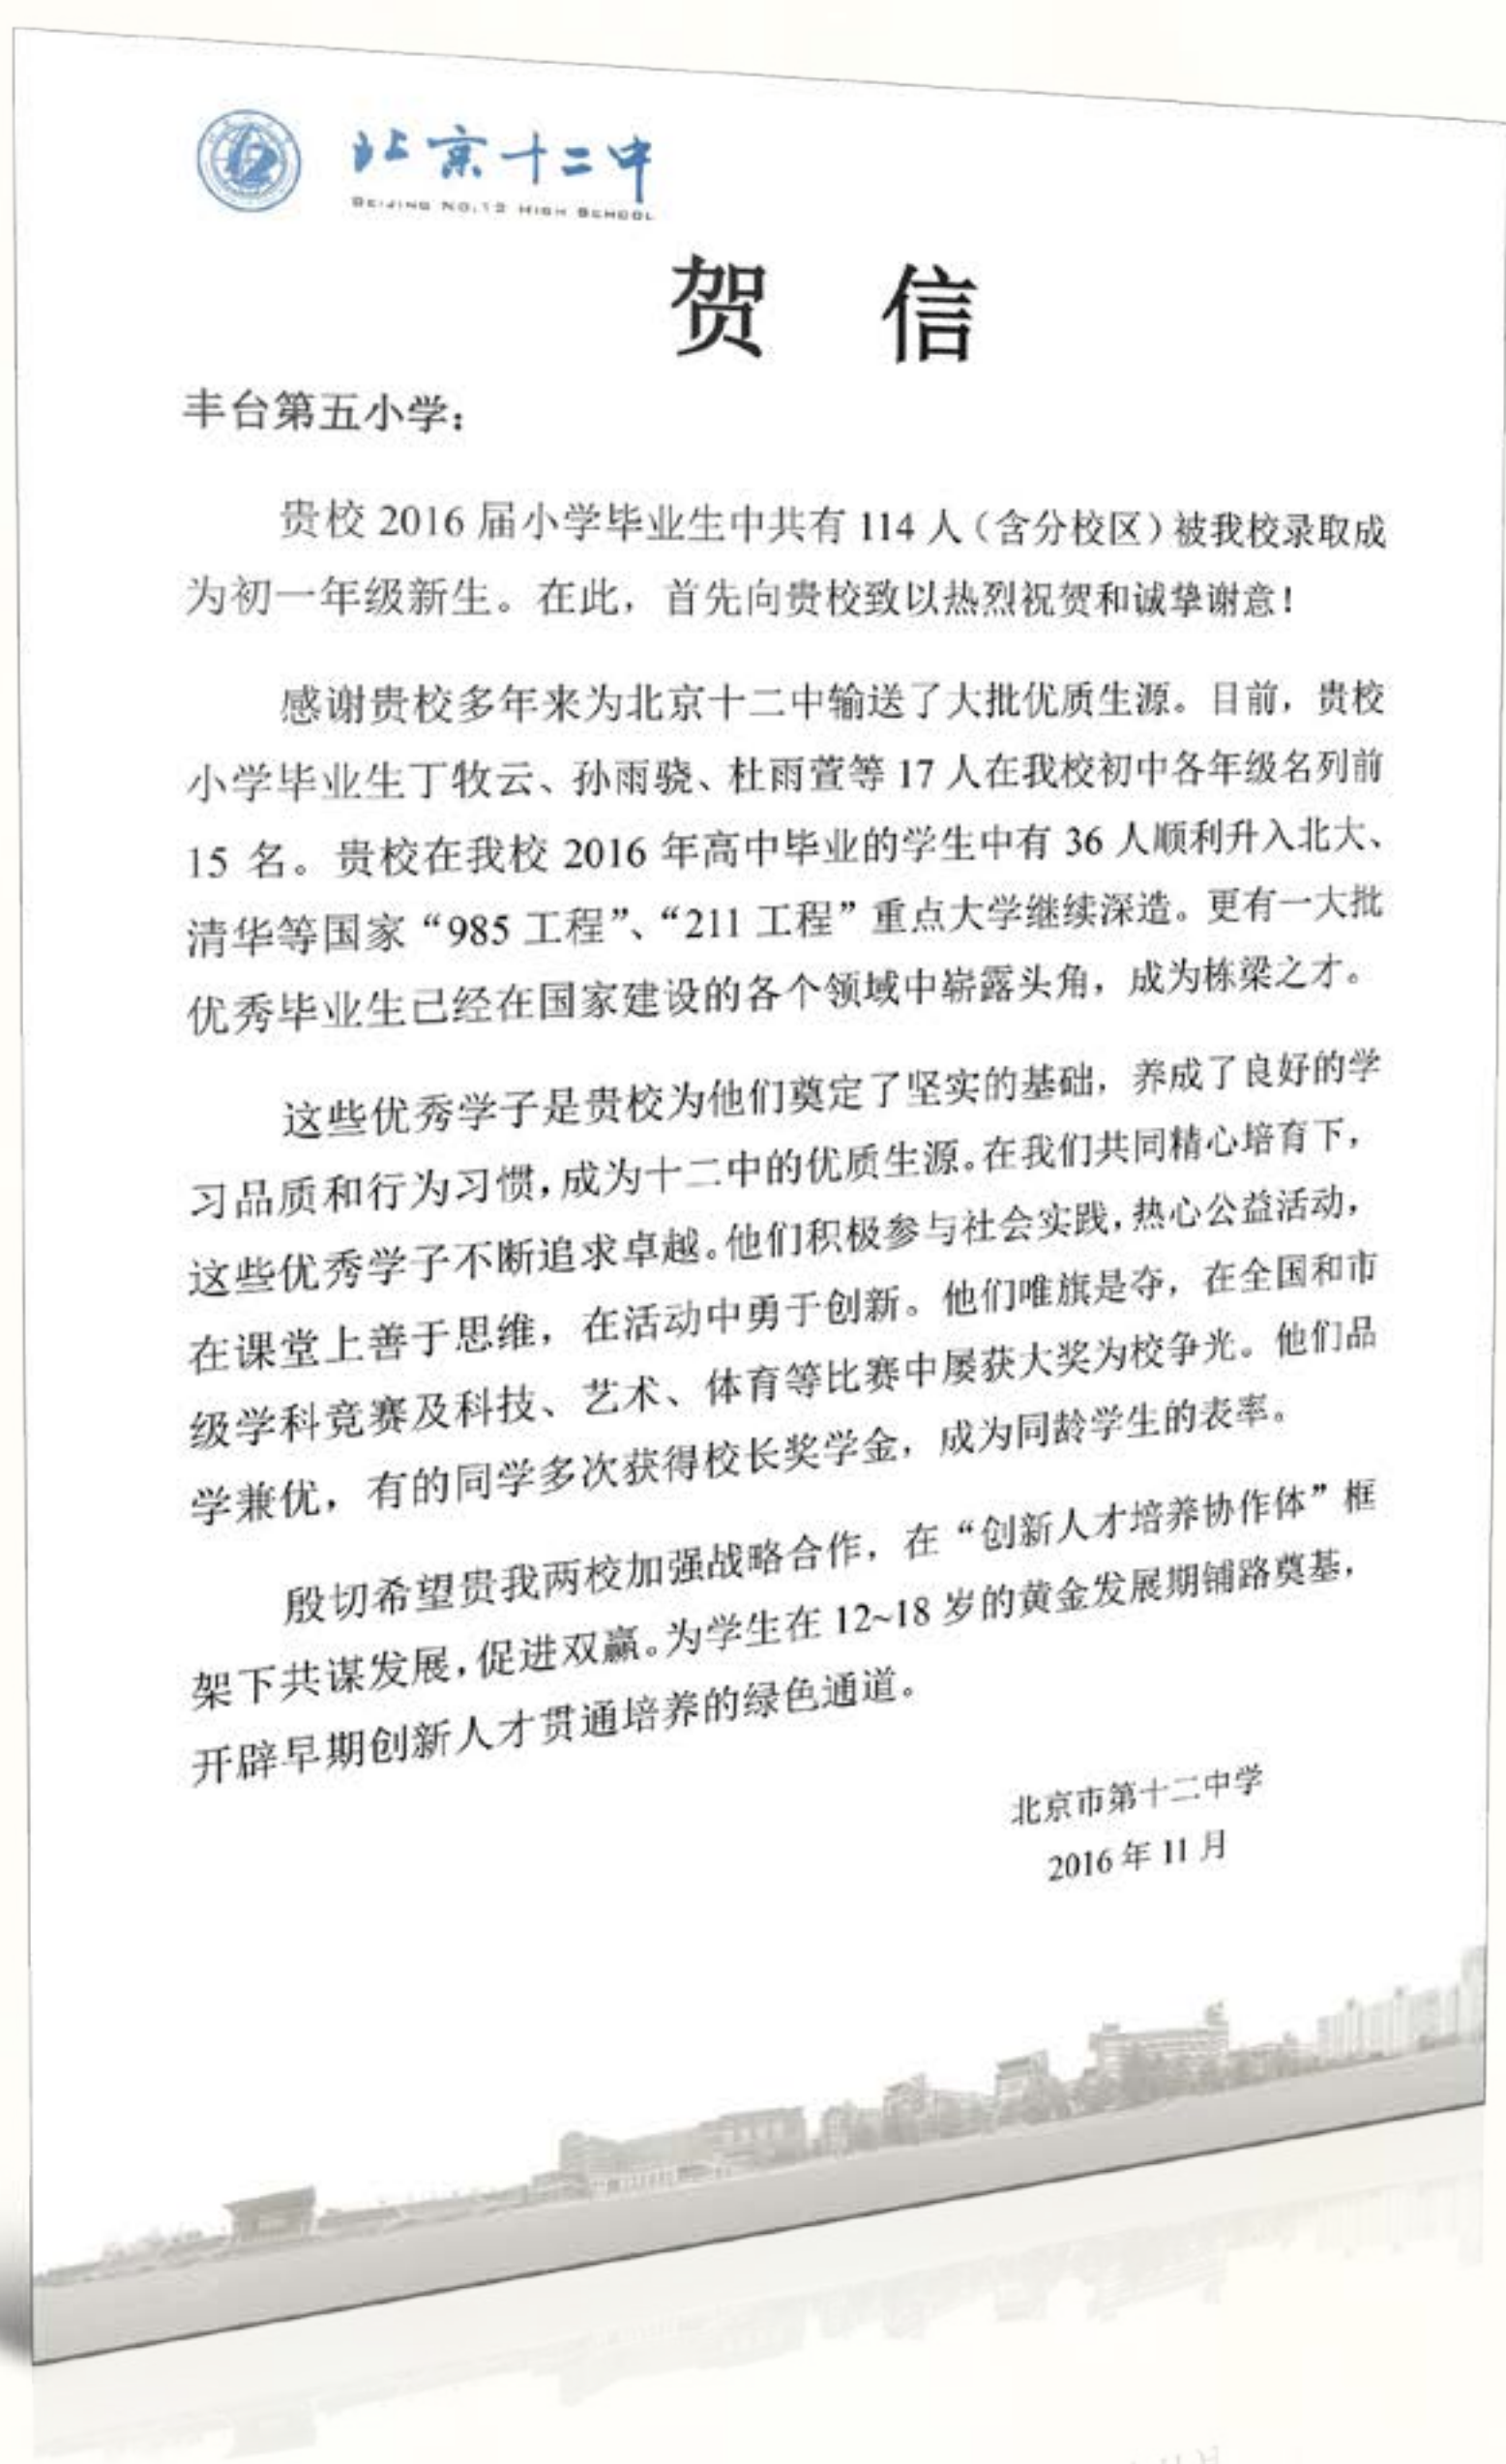 北京十二中
BEIJING NO.12 HIGH SCHOOL
贺 信
丰台第五小学：
贵校 2016 届小学毕业生中共有 114 人（含分校区）被我校录取成
为初一年级新生。在此，首先向贵校致以热烈祝贺和诚挚谢意！
感谢贵校多年来为北京十二中输送了大批优质生源。目前，贵校
小学毕业生丁牧云、孙雨骁、杜雨萱等 17 人在我校初中各年级名列前
15 名。贵校在我校 2016 年高中毕业的学生中有 36 人顺利升入北大、
清华等国家“985 工程”、“211 工程”重点大学继续深造。更有一大批
优秀毕业生己经在国家建设的各个领域中崭露头角，成为栋梁之才。
这些优秀学子是贵校为他们奠定了坚实的基础，养成了良好的学
习品质和行为习惯，成为十二中的优质生源。在我们共同精心培育下，
这些优秀学子不断追求卓越。他们积极参与社会实践，热心公益活动，
在课堂上善于思维，在活动中勇于创新。他们唯旗是夺，在全国和市
级学科竞赛及科技、艺术、体育等比赛中屡获大奖为校争光。他们品
学兼优，有的同学多次获得校长奖学金，成为同龄学生的表率。
殷切希望贵我两校加强战略合作，在“创新人才培养协作体”框
架下共谋发展，促进双赢。为学生在 12~18 岁的黄金发展期铺路奠基，
开辟早期创新人才贯通培养的绿色通道。
北京市第十二中学
2016 年 11 月